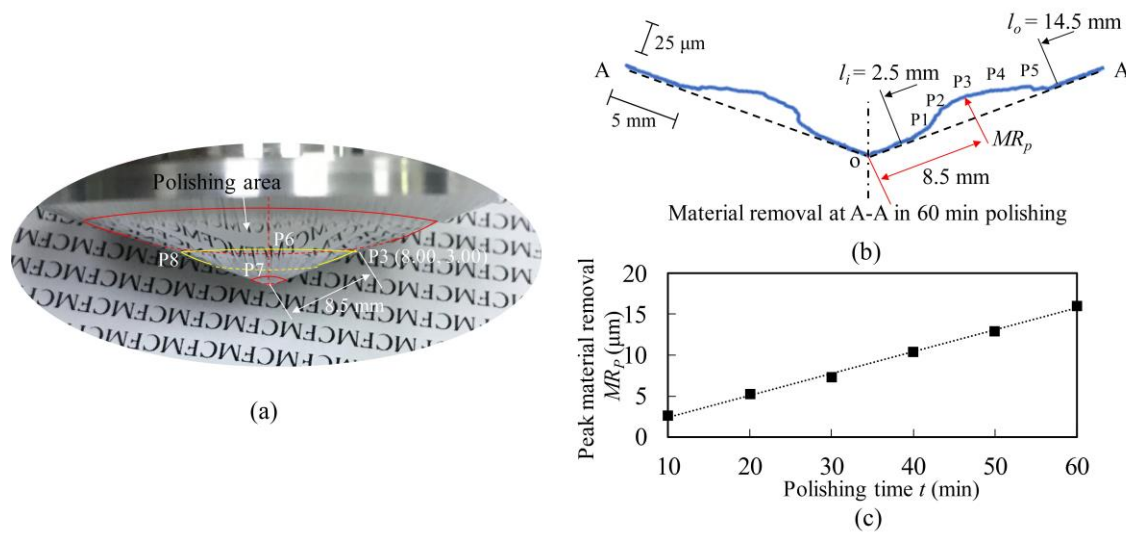 Polishing area
P6
P8
P3 (8.00, 3.00)
P7
8.5 mm
MCFMCFMCFMCFMCF
(a)
25 μm
A
5 mm
l_i = 2.5 mm
l_o = 14.5 mm
P1
P2
P3
P4
P5
A
o
MR_p
8.5 mm
Material removal at A-A in 60 min polishing
(b)
Peak material removal
MR_p (μm)
20
15
10
5
0
10 20 30 40 50 60
Polishing time t (min)
(c)